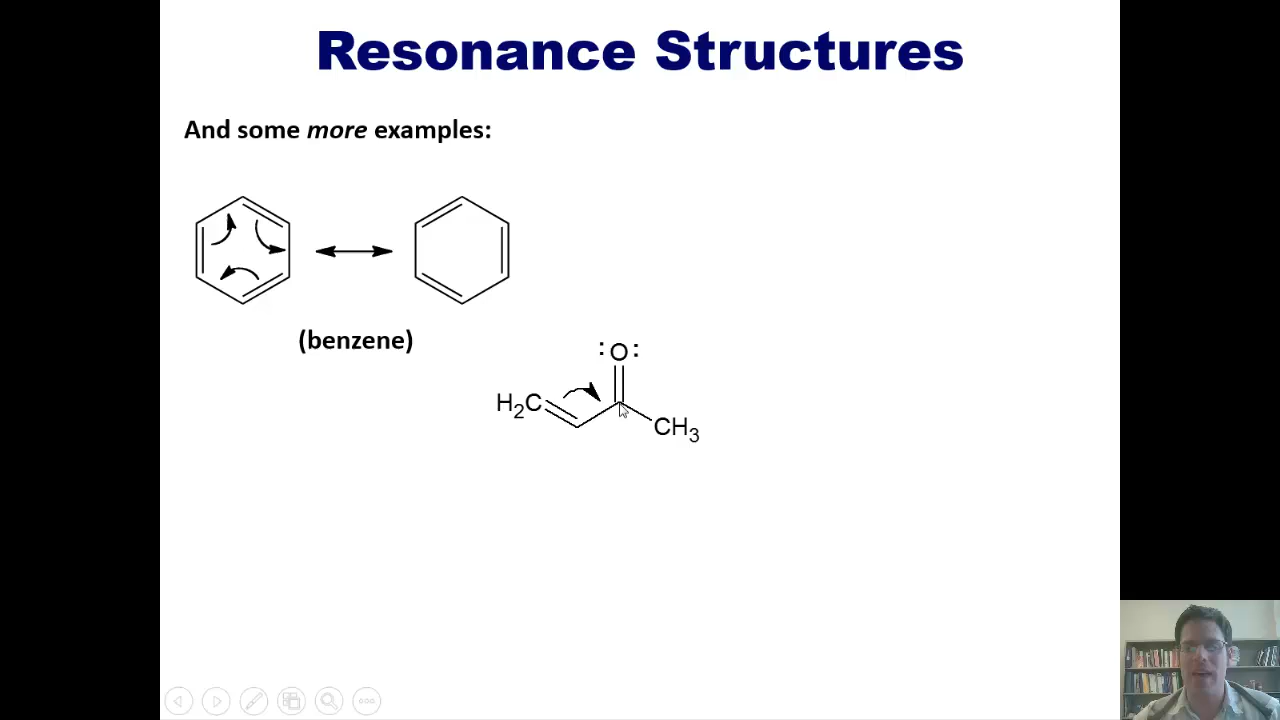 Resonance Structures
And some more examples:
(benzene)
:O:
H₂C
CH₃